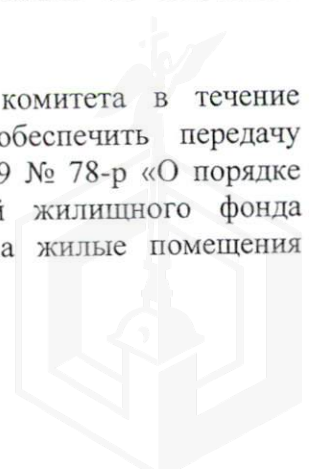 комитета в течение
обеспечить передачу
9 № 78-р «О порядке
жилищного фонда
а жилые помещения